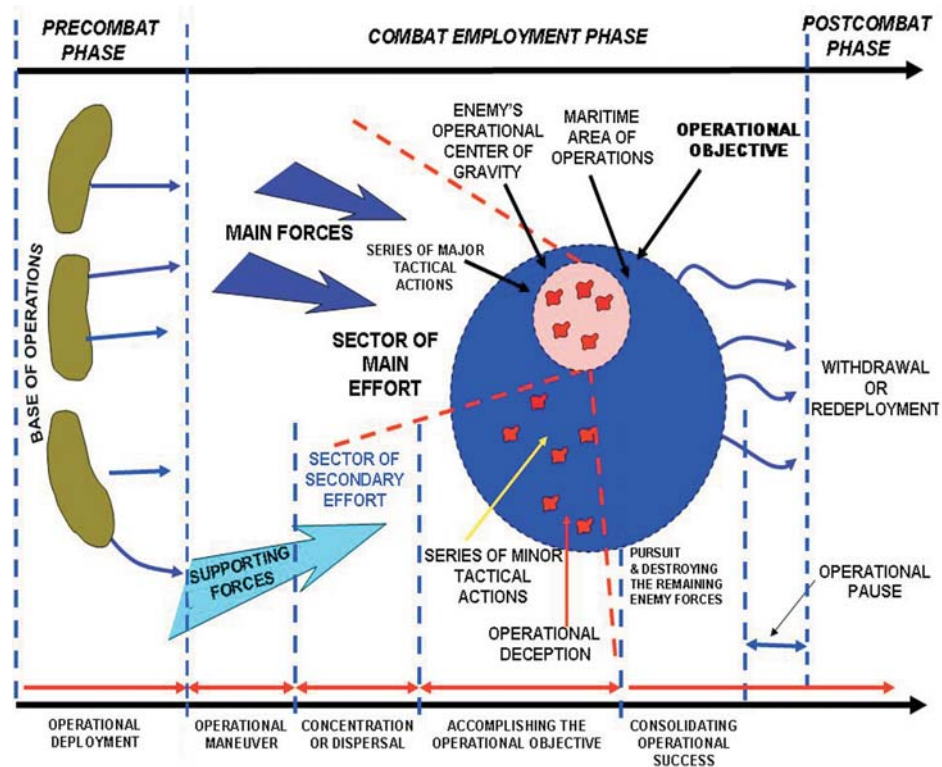 PRECOMBAT
PHASE
COMBAT EMPLOYMENT PHASE
POSTCOMBAT
PHASE
BASE OF OPERATIONS
ENEMY'S
OPERATIONAL
CENTER OF
GRAVITY
MARITIME
AREA OF
OPERATIONS
OPERATIONAL
OBJECTIVE
MAIN FORCES
SERIES OF MAJOR
TACTICAL
ACTIONS
SECTOR OF
MAIN
EFFORT
WITHDRAWAL
OR
REDEPLOYMENT
SECTOR OF
SECONDARY
EFFORT
SUPPORTING
FORCES
SERIES OF MINOR
TACTICAL
ACTIONS
PURSUIT
& DESTROYING
THE REMAINING
ENEMY FORCES
OPERATIONAL
PAUSE
OPERATIONAL
DECEPTION
OPERATIONAL
DEPLOYMENT
OPERATIONAL
MANEUVER
CONCENTRATION
OR DISPERSAL
ACCOMPLISHING THE
OPERATIONAL OBJECTIVE
CONSOLIDATING
OPERATIONAL
SUCCESS